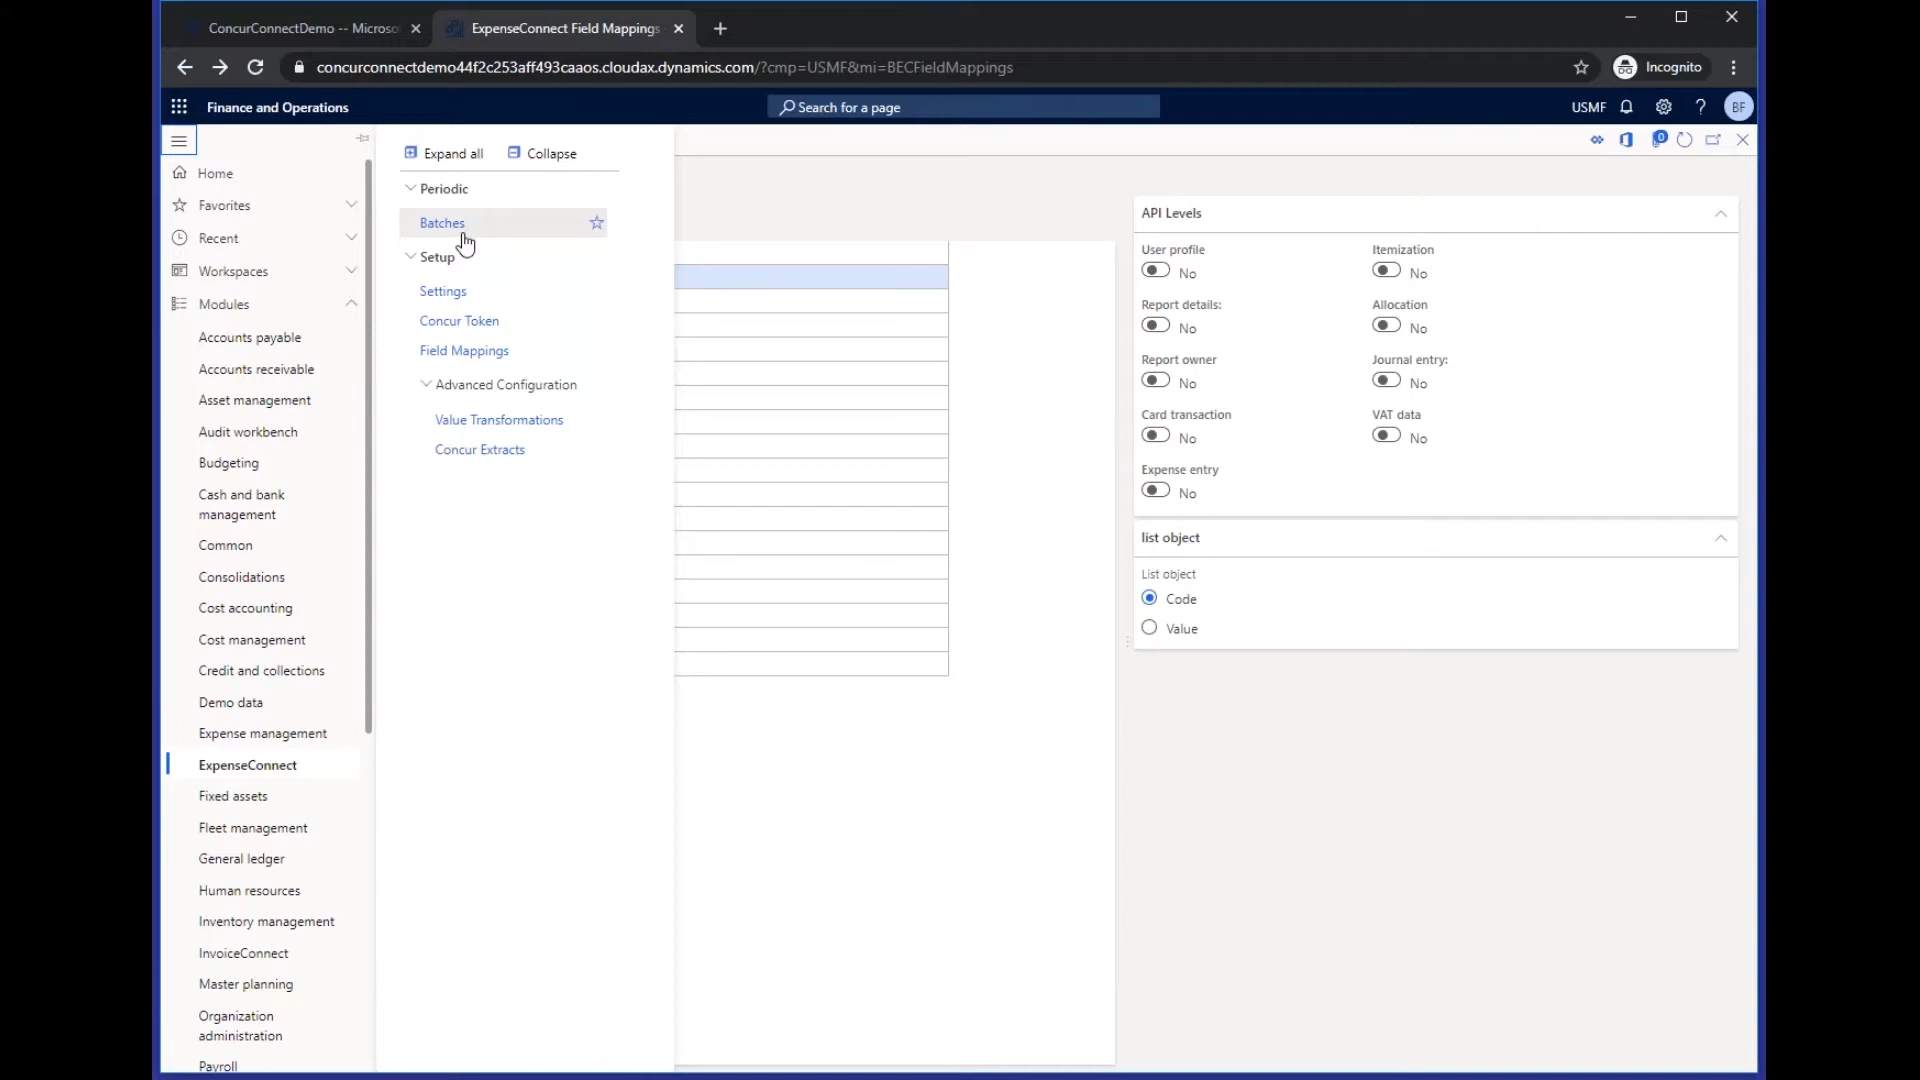 ConcurConnectDemo -- Microso
ExpenseConnect Field Mappings
concurconnectdemo44f2c253aff493caaos.cloudax.dynamics.com/?cmp=USMF&mi=BECFieldMappings
Incognito
Finance and Operations
Search for a page
USMF
?
BF
0
Home
Favorites
Recent
Workspaces
Modules
Accounts payable
Accounts receivable
Asset management
Audit workbench
Budgeting
Cash and bank
management
Common
Consolidations
Cost accounting
Cost management
Credit and collections
Demo data
Expense management
ExpenseConnect
Fixed assets
Fleet management
General ledger
Human resources
Inventory management
InvoiceConnect
Master planning
Organization
administration
Payroll
Expand all
Collapse
Periodic
Batches
Setup
Settings
Concur Token
Field Mappings
Advanced Configuration
Value Transformations
Concur Extracts
API Levels
User profile
No
Report details:
No
Report owner
No
Card transaction
No
Expense entry
No
Itemization
No
Allocation
No
Journal entry:
No
VAT data
No
list object
List object
Code
Value